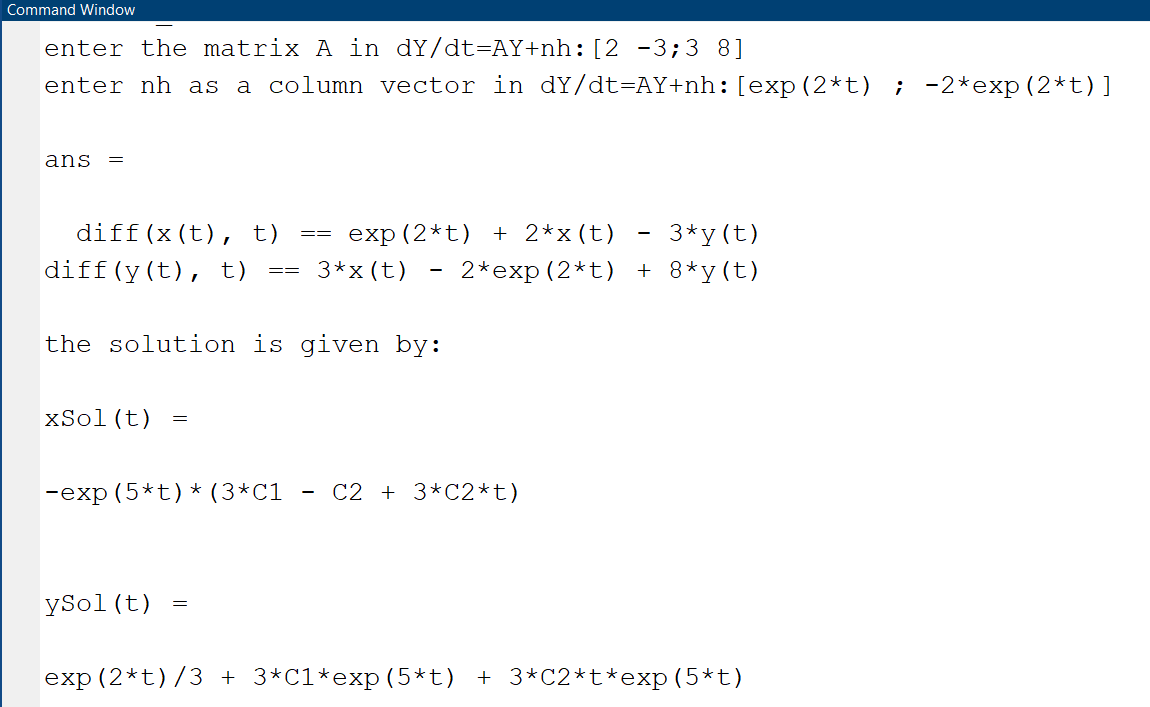 Command Window
enter the matrix A in dY/dt=AY+nh:[2 -3;3 8]
enter nh as a column vector in dY/dt=AY+nh:[exp(2*t) ; -2*exp(2*t)]
ans =
diff(x(t), t) == exp(2*t) + 2*x(t) - 3*y(t)
diff(y(t), t) == 3*x(t) - 2*exp(2*t) + 8*y(t)
the solution is given by:
xSol(t) =
-exp(5*t)*(3*C1 - C2 + 3*C2*t)
ySol(t) =
exp(2*t)/3 + 3*C1*exp(5*t) + 3*C2*t*exp(5*t)